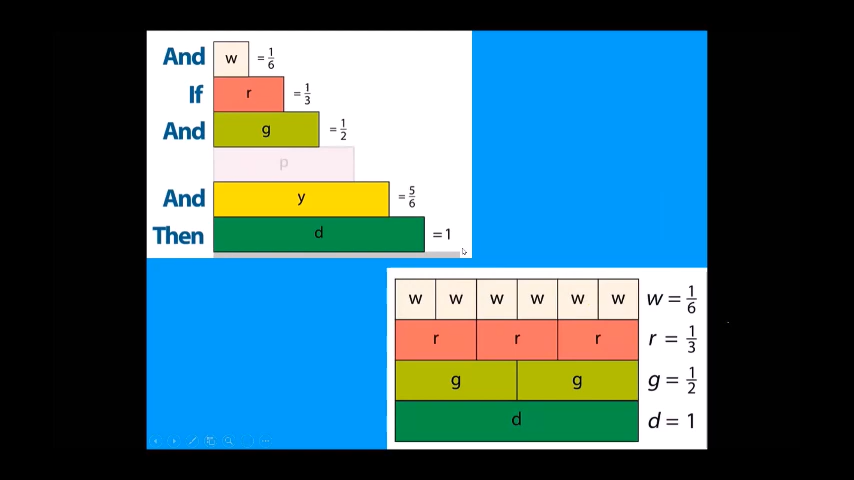 And w = 1/6
If r = 1/3
And g = 1/2
p
And y = 5/6
Then d = 1
w w w w w w w = 1/6
r r r r = 1/3
g g g = 1/2
d d = 1